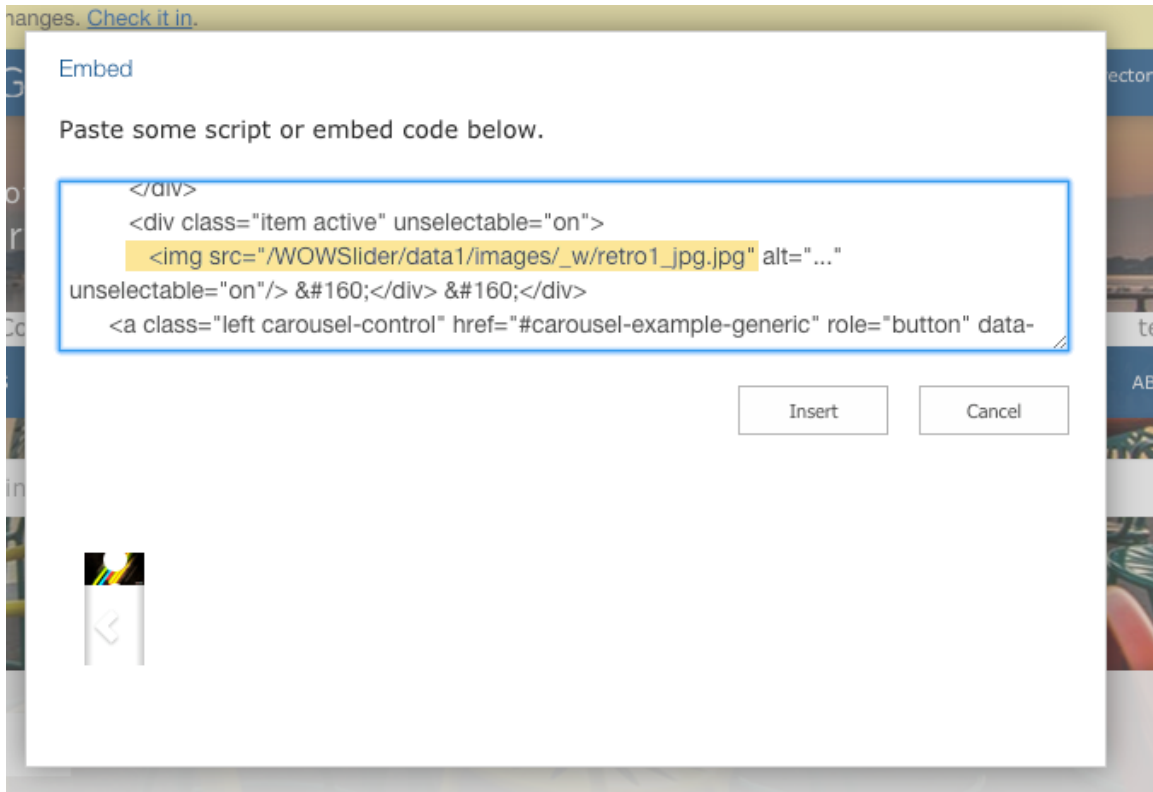 hanges. Check it in.
Embed
Paste some script or embed code below.
</div>
<div class="item active" unselectable="on">
<img src="/WOWSlider/data1/images/_w/retro1_jpg.jpg" alt="..."
unselectable="on"/> &#160;</div> &#160;</div>
<a class="left carousel-control" href="#carousel-example-generic" role="button" data-
Insert
Cancel